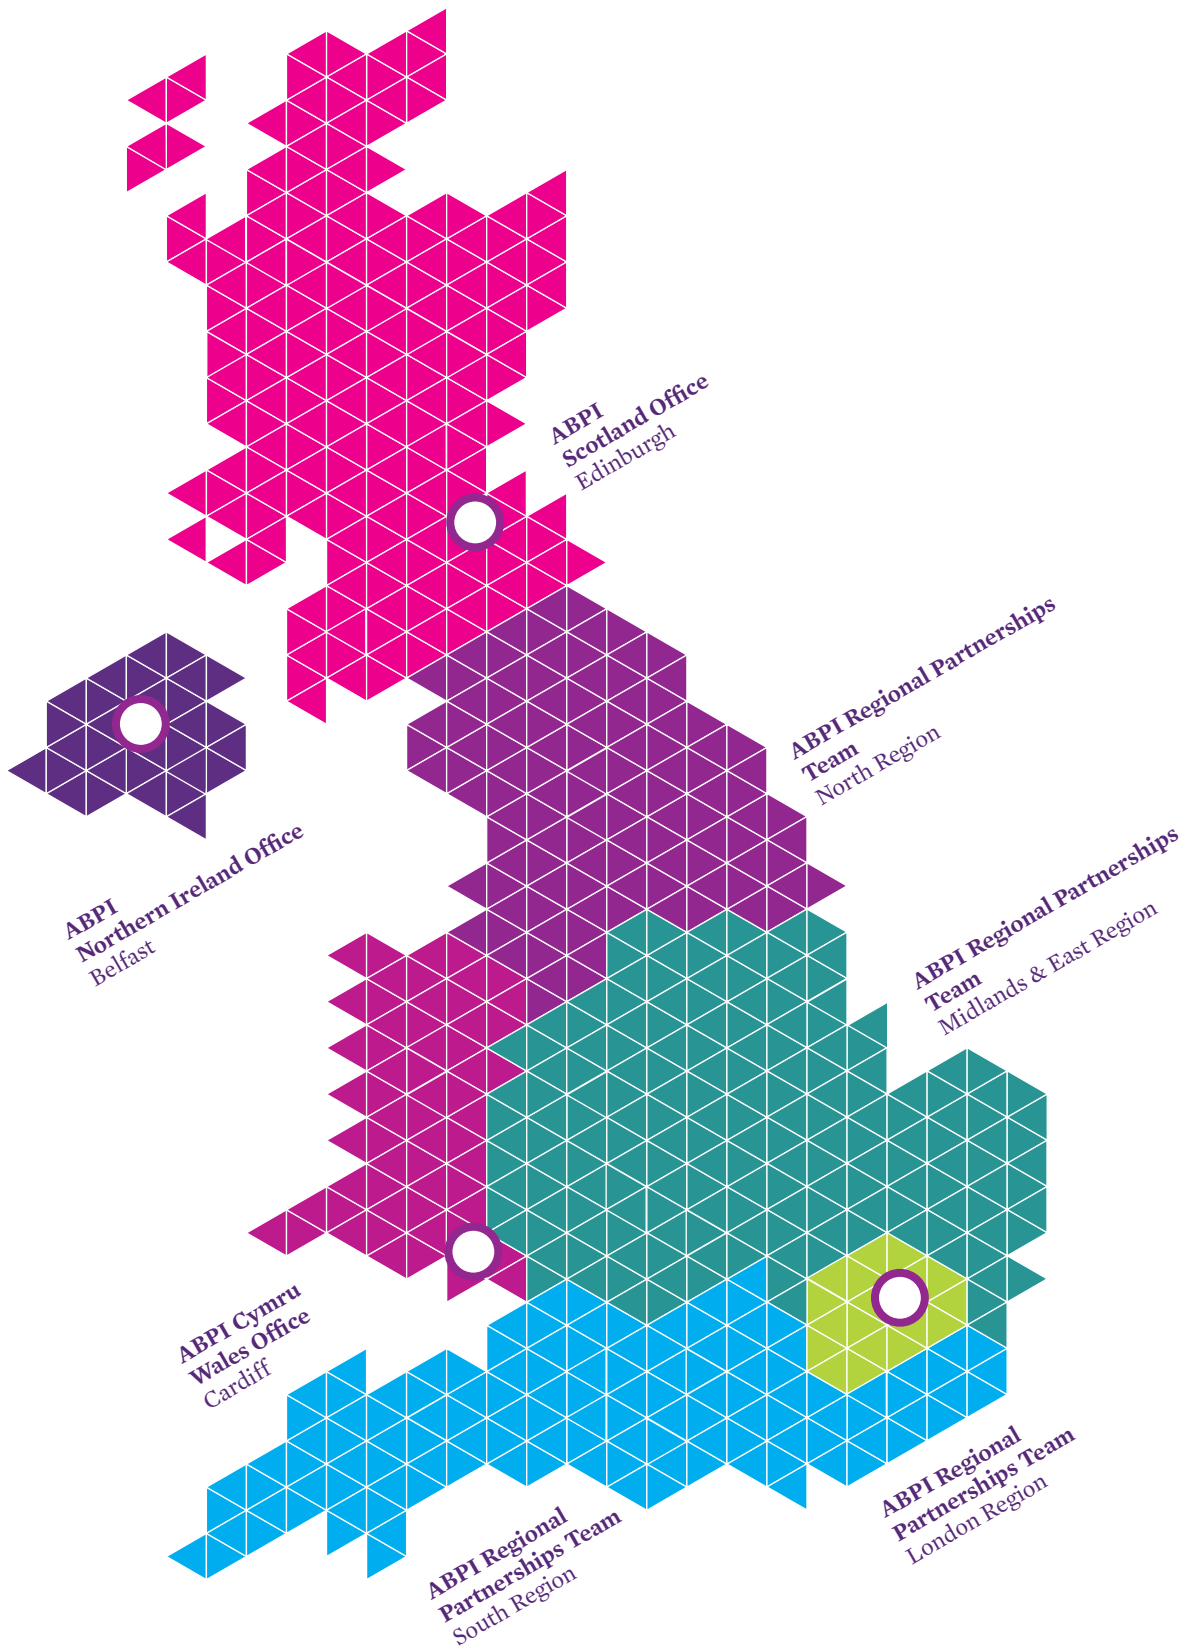 ABPI
Scotland Office
Edinburgh
ABPI Regional Partnerships
Team
North Region
ABPI
Northern Ireland Office
Belfast
ABPI Regional Partnerships
Team
Midlands & East Region
ABPI Cymru
Wales Office
Cardiff
ABPI Regional
Partnerships Team
London Region
ABPI Regional
Partnerships Team
South Region